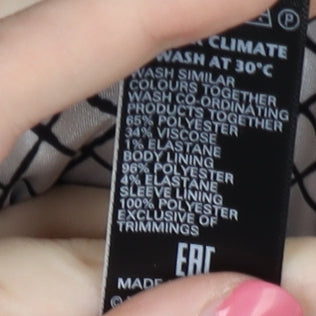 P
CLIMATE
WASH AT 30°C
WASH SIMILAR
COLOURS TOGETHER
WASH CO-ORDINATING
PRODUCTS TOGETHER
65% POLYESTER
34% VISCOSE
1% ELASTANE
BODY LINING
96% POLYESTER
4% ELASTANE
SLEEVE LINING
100% POLYESTER
EXCLUSIVE OF
TRIMMINGS
EAC
MADE
©